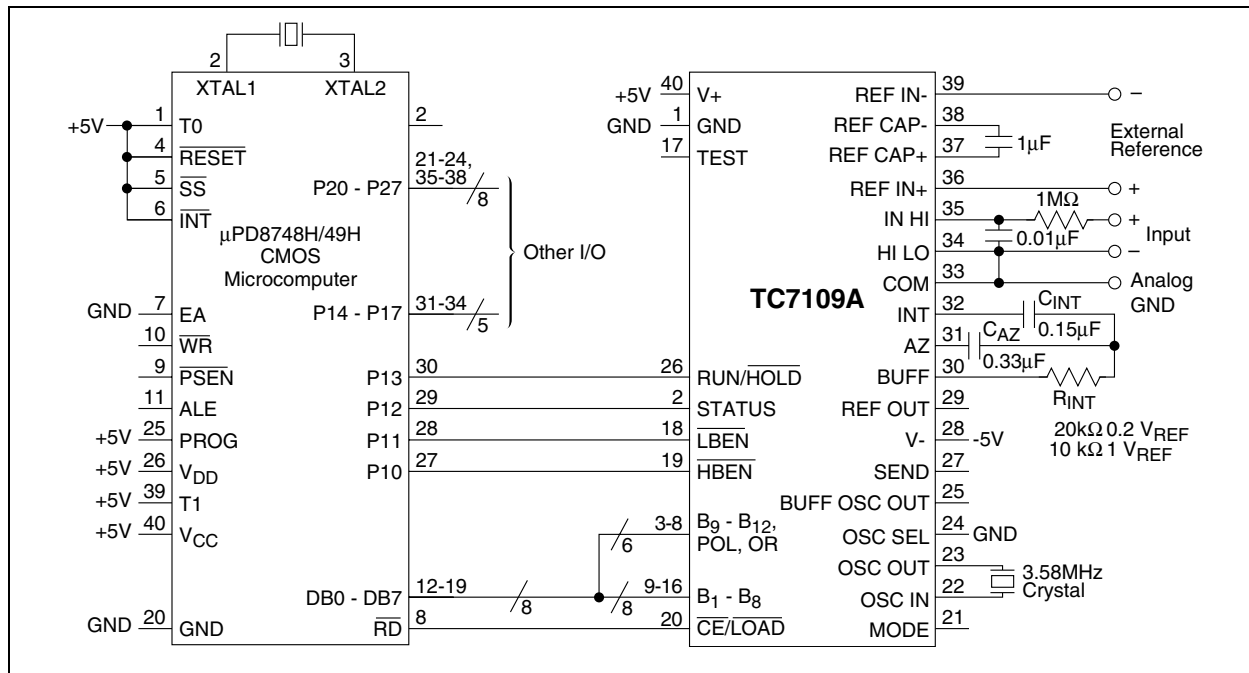 2
3
XTAL1
XTAL2
+5V
1
T0
4
RESET
5
SS
6
INT
2
21-24,
35-38
P20 - P27
8
µPD8748H/49H
CMOS
Microcomputer
Other I/O
GND
7
EA
31-34
P14 - P17
5
10
WR
9
PSEN
11
ALE
+5V
25
PROG
+5V
26
VDD
+5V
39
T1
+5V
40
VCC
GND
20
GND
P13
30
P12
29
P11
28
P10
27
DB0 - DB7
12-19
8
RD
8
TC7109A
+5V
40
V+
GND
1
GND
17
TEST
26
RUN/HOLD
2
STATUS
18
LBEN
19
HBEN
6
3-8
B9 - B12,
POL, OR
8
9-16
B1 - B8
20
CE/LOAD
REF IN-
39
–
REF CAP-
38
1µF
External
Reference
REF CAP+
37
REF IN+
36
+
1MΩ
IN HI
35
+
0.01µF
Input
HI LO
34
–
COM
33
Analog
GND
INT
32
CINT
0.15µF
AZ
31
CAZ
0.33µF
BUFF
30
RINT
20kΩ 0.2 VREF
10 kΩ 1 VREF
REF OUT
29
V-
28
-5V
SEND
27
BUFF OSC OUT
25
OSC SEL
24
GND
OSC OUT
23
3.58MHz
Crystal
OSC IN
22
MODE
21